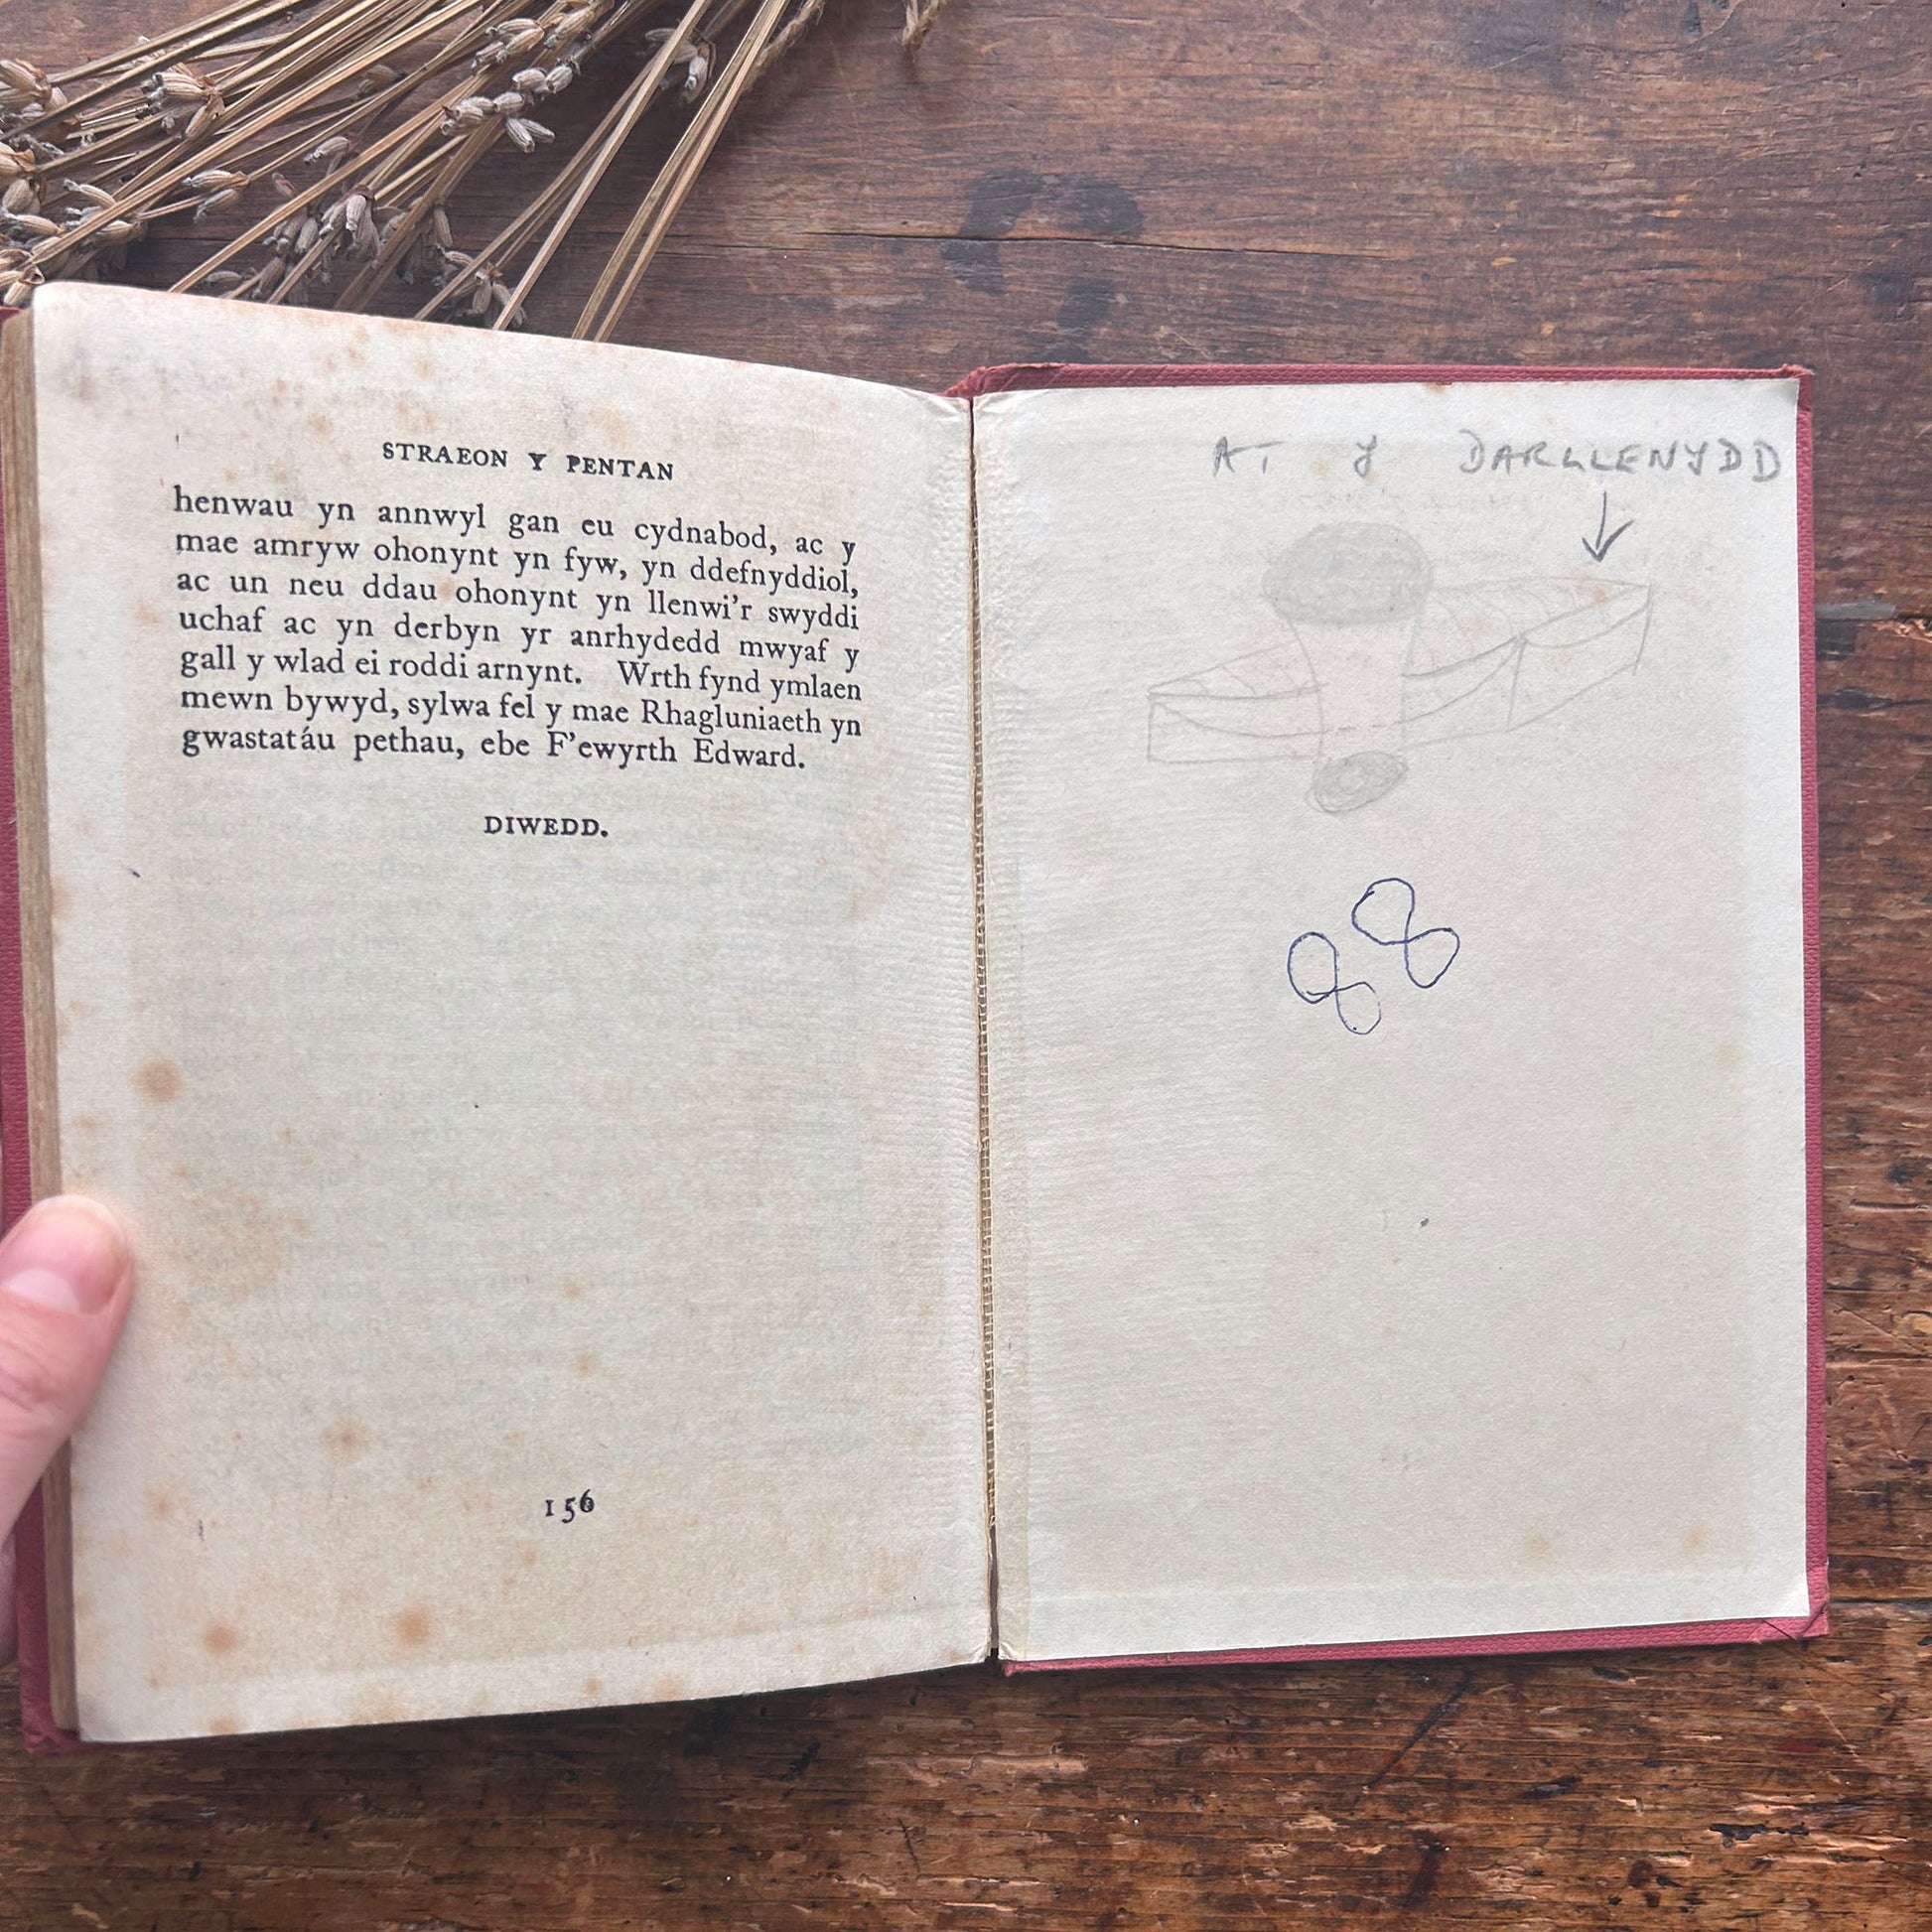 STRAEON Y PENTAN
henwau yn annwyl gan eu cydnabod, ac y
mae amryw ohonynt yn fyw, yn ddefnyddiol,
ac un neu ddau ohonynt yn llenwi'r swyddi
uchaf ac yn derbyn yr anrhydedd mwyaf y
gall y wlad ei roddi arnynt. Wrth fynd ymlaen
mewn bywyd, sylwa fel y mae Rhagluniaeth yn
gwastatáu pethau, ebe F'ewyrth Edward.
DIWEDD.
156
AT Y DARLLENYDD
88